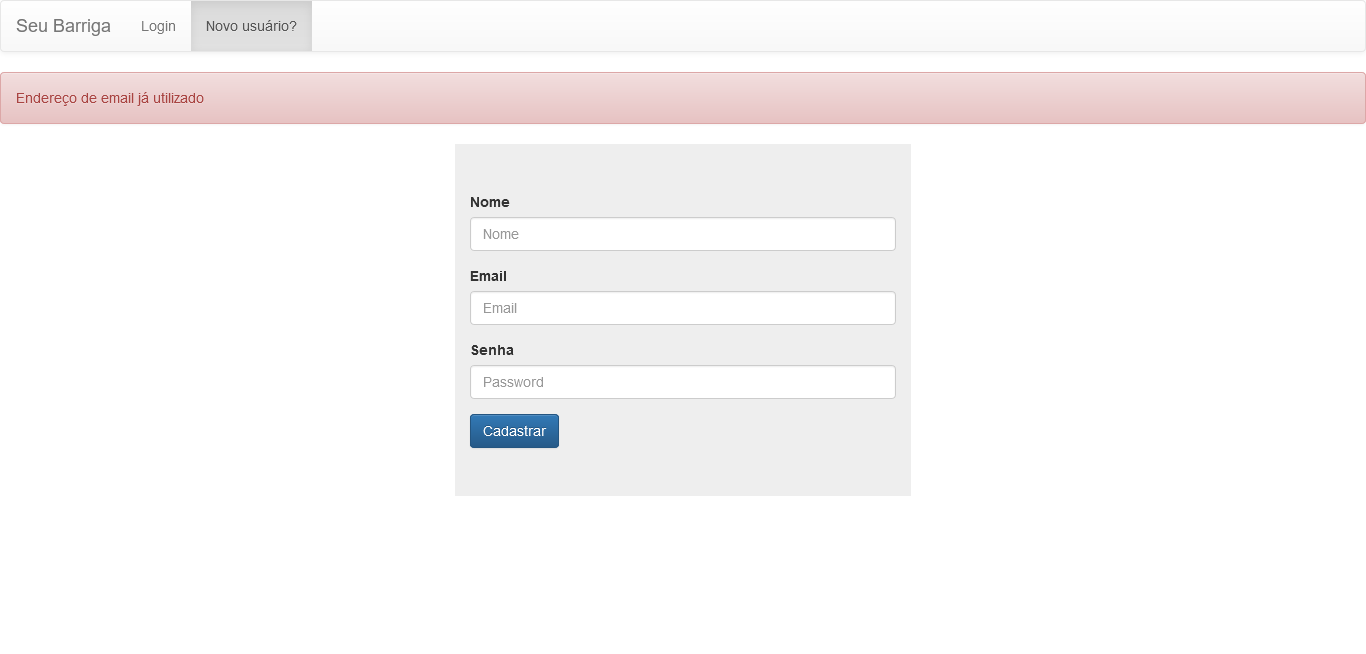 Seu Barriga Login Novo usuário?
Endereço de email já utilizado
Nome
Nome
Email
Email
Senha
Password
Cadastrar